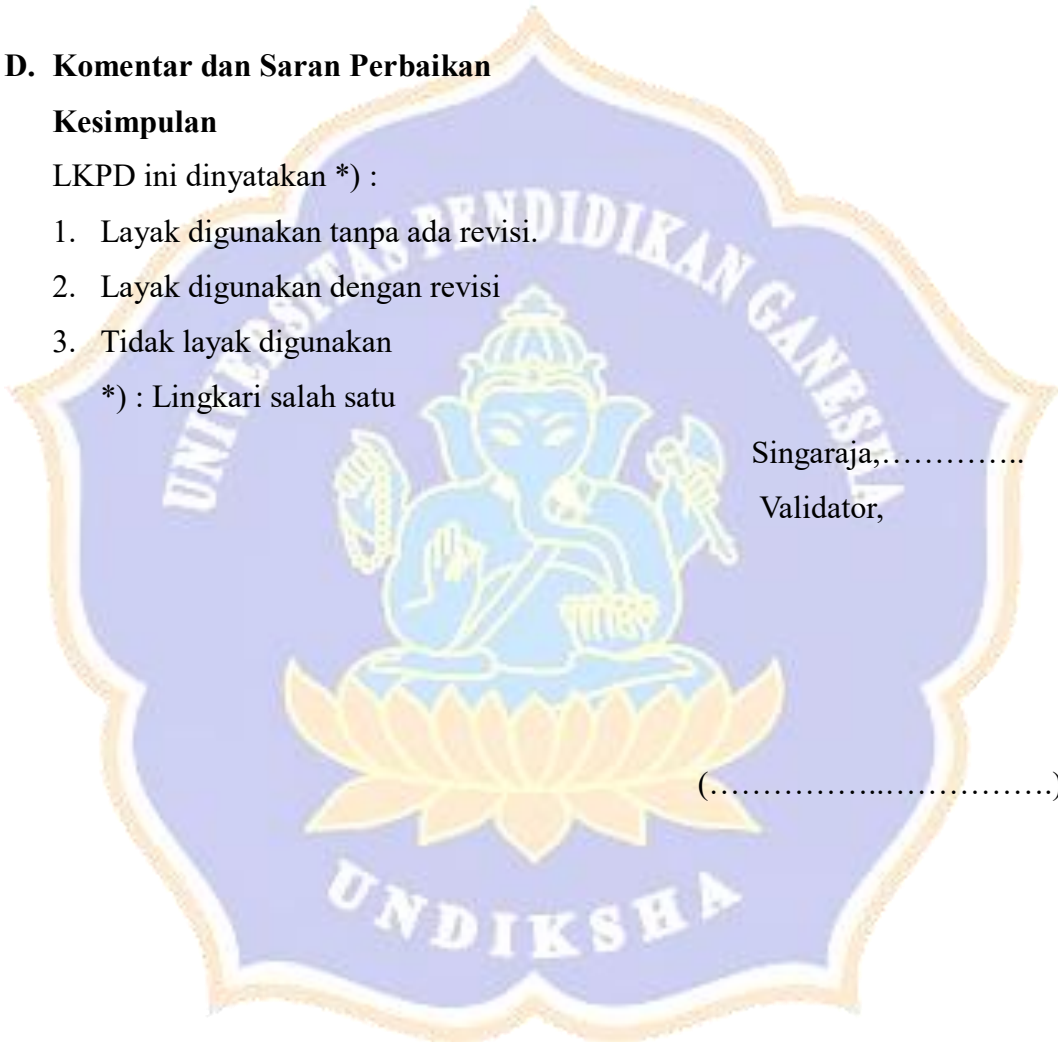 D. Komentar dan Saran Perbaikan
Kesimpulan
LKPD ini dinyatakan *) :
1. Layak digunakan tanpa ada revisi.
2. Layak digunakan dengan revisi
3. Tidak layak digunakan
*) : Lingkari salah satu
Singaraja,…………..
Validator,
(……………..…………….)
UNIVERSITAS PENDIDIKAN GANESHA
UNDIKSHA